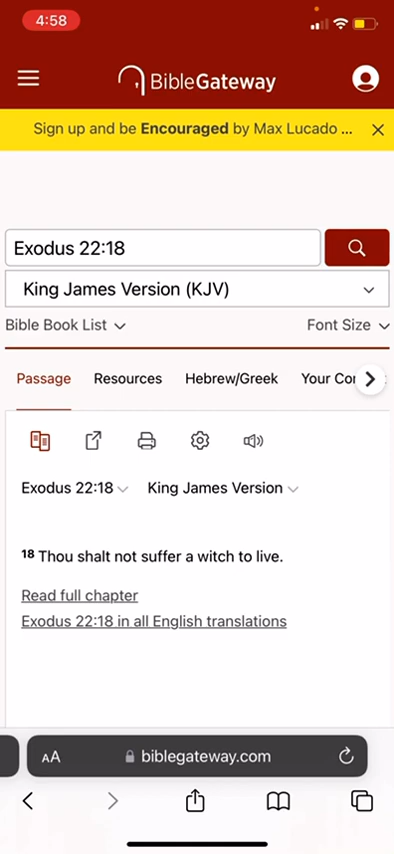 4:58
BibleGateway
Sign up and be Encouraged by Max Lucado ...
Exodus 22:18
King James Version (KJV)
Bible Book List
Font Size
Passage
Resources
Hebrew/Greek
Your Co
Exodus 22:18
King James Version
18 Thou shalt not suffer a witch to live.
Read full chapter
Exodus 22:18 in all English translations
AA
biblegateway.com